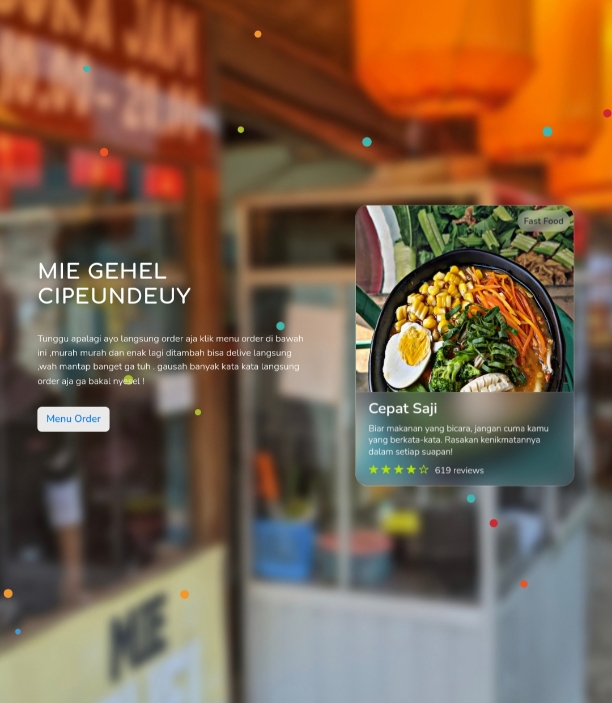 BUKA JAM
MIE GEHEL
CIPEUNDEUY
Tunggu apalagi ayo langsung order aja klik menu order di bawah
ini ,murah murah dan enak lagi ditambah bisa delive langsung
,wah mantap banget ga tuh . gausah banyak kata kata langsung
order aja ga bakal nyesel !
Menu Order
Fast Food
Cepat Saji
Biar makanan yang bicara, jangan cuma kamu
yang berkata-kata. Rasakan kenikmatannya
dalam setiap suapan!
619 reviews
MIE